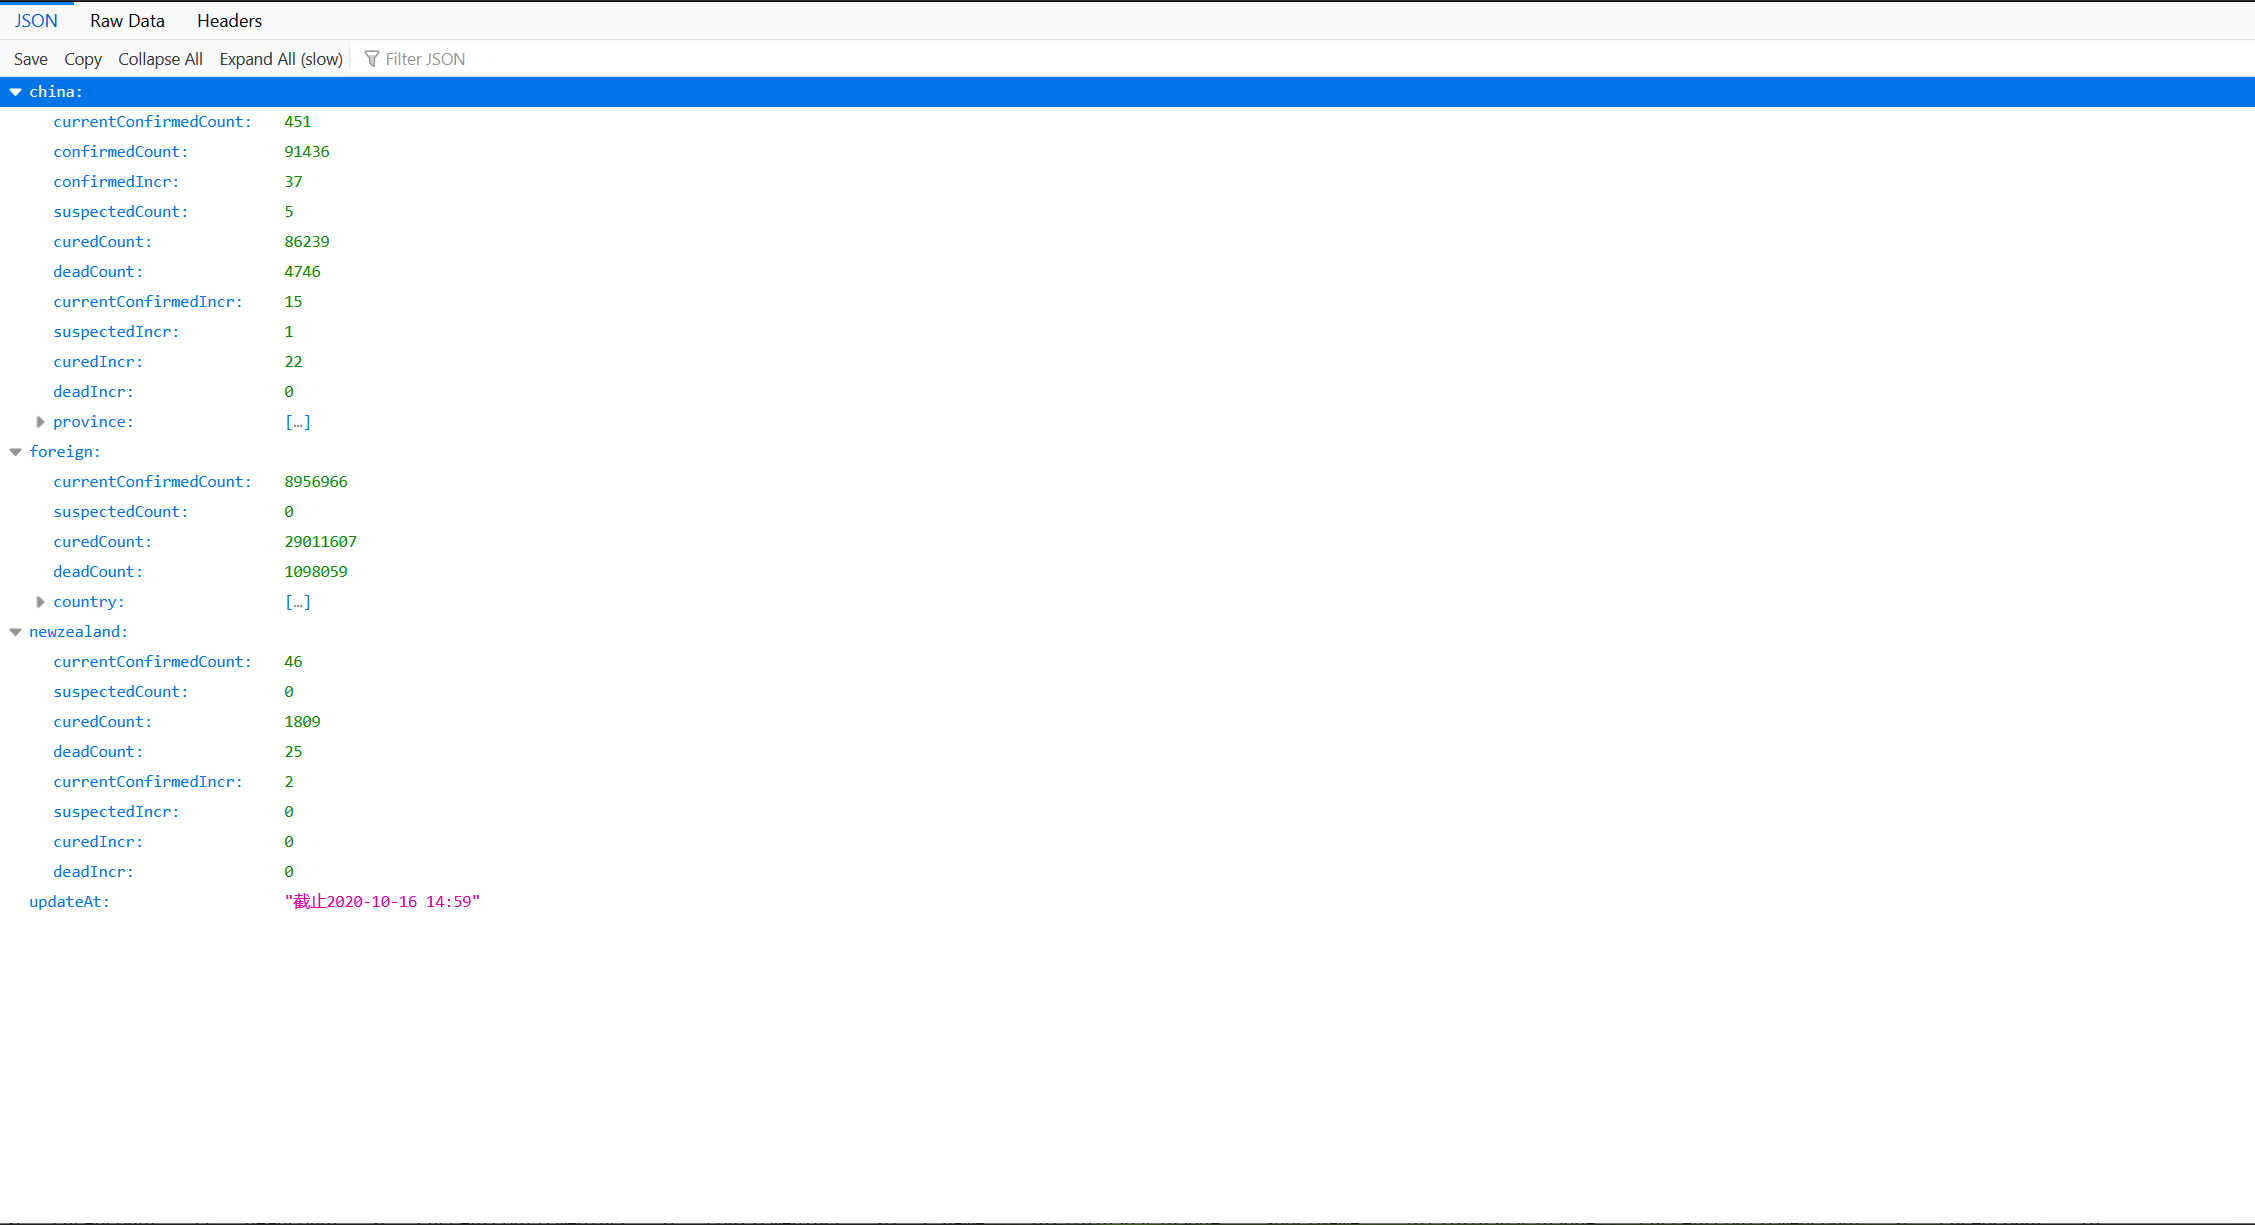 JSON Raw Data Headers
Save Copy Collapse All Expand All (slow) Filter JSON
china:
currentConfirmedCount: 451
confirmedCount: 91436
confirmedIncr: 37
suspectedCount: 5
curedCount: 86239
deadCount: 4746
currentConfirmedIncr: 15
suspectedIncr: 1
curedIncr: 22
deadIncr: 0
province: […]
foreign:
currentConfirmedCount: 8956966
suspectedCount: 0
curedCount: 29011607
deadCount: 1098059
country: […]
newzealand:
currentConfirmedCount: 46
suspectedCount: 0
curedCount: 1809
deadCount: 25
currentConfirmedIncr: 2
suspectedIncr: 0
curedIncr: 0
deadIncr: 0
updateAt: "截止2020-10-16 14:59"